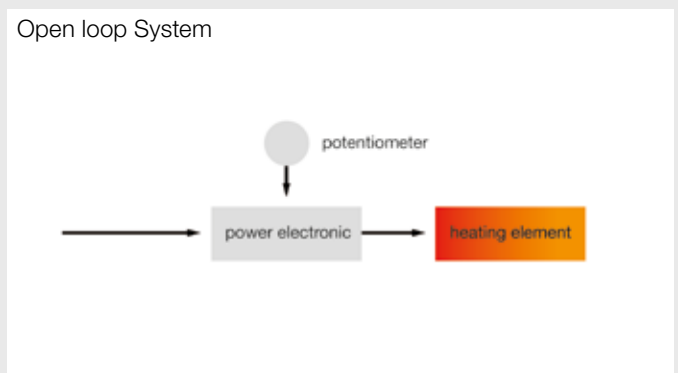 Open loop System
potentiometer
power electronic
heating element